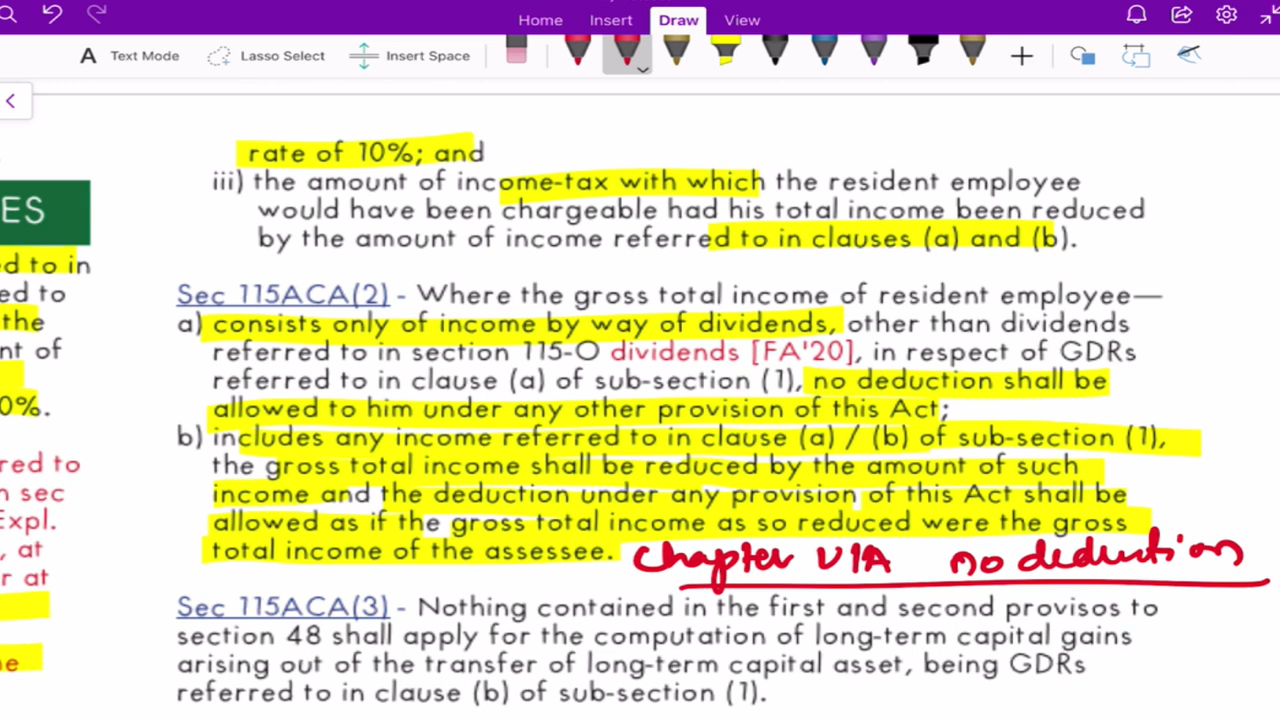 Home Insert Draw View
A Text Mode Lasso Select Insert Space
ES
ed to in
ed to
the
nt of
0%.
red to
n sec
Expl.
, at
r at
ne
rate of 10%; and
iii) the amount of income-tax with which the resident employee
would have been chargeable had his total income been reduced
by the amount of income referred to in clauses (a) and (b).
Sec 115ACA(2) - Where the gross total income of resident employee—
a) consists only of income by way of dividends, other than dividends
referred to in section 115-O dividends [FA'20], in respect of GDRs
referred to in clause (a) of sub-section (1), no deduction shall be
allowed to him under any other provision of this Act;
b) includes any income referred to in clause (a) / (b) of sub-section (1),
the gross total income shall be reduced by the amount of such
income and the deduction under any provision of this Act shall be
allowed as if the gross total income as so reduced were the gross
total income of the assessee. Chapter VIA no deduction
Sec 115ACA(3) - Nothing contained in the first and second provisos to
section 48 shall apply for the computation of long-term capital gains
arising out of the transfer of long-term capital asset, being GDRs
referred to in clause (b) of sub-section (1).